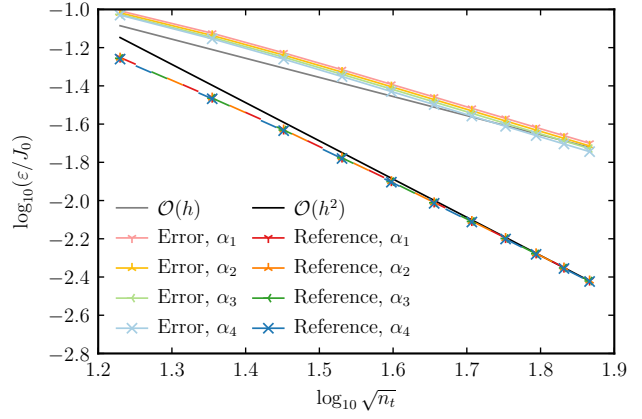 −1.0
−1.2
−1.4
−1.6
−1.8
−2.0
−2.2
−2.4
−2.6
−2.8
log₁₀(ε/J₀)
O(h) O(h²)
Error, α₁ Reference, α₁
Error, α₂ Reference, α₂
Error, α₃ Reference, α₃
Error, α₄ Reference, α₄
1.2 1.3 1.4 1.5 1.6 1.7 1.8 1.9
log₁₀ √nₜ